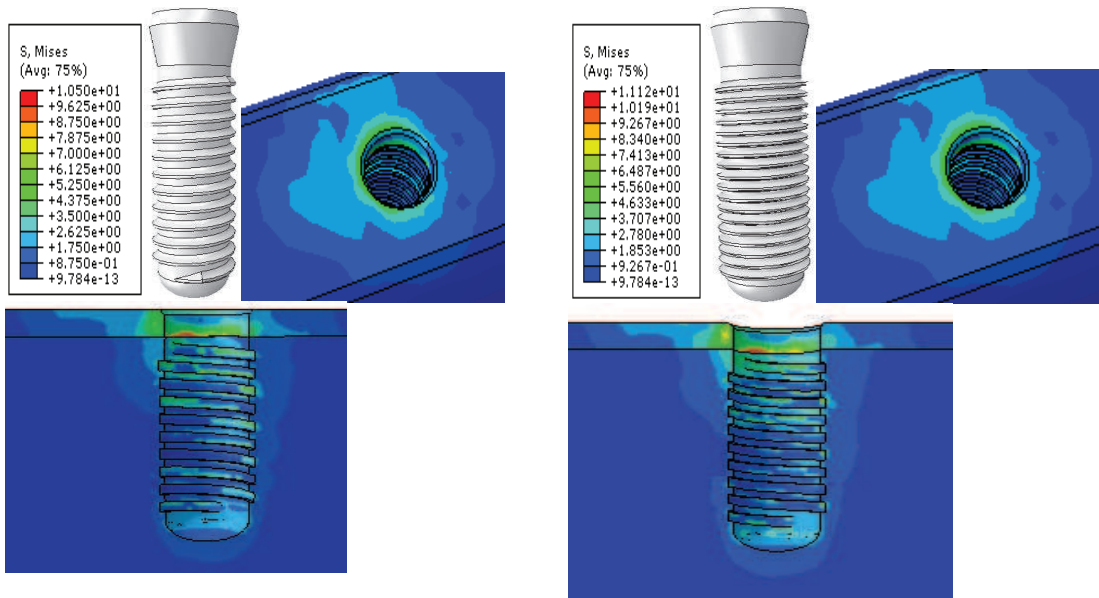 S, Mises
(Avg: 75%)
+1.050e+01
+9.625e+00
+8.750e+00
+7.875e+00
+7.000e+00
+6.125e+00
+5.250e+00
+4.375e+00
+3.500e+00
+2.625e+00
+1.750e+00
+8.750e-01
+9.784e-13
S, Mises
(Avg: 75%)
+1.112e+01
+1.019e+01
+9.267e+00
+8.340e+00
+7.413e+00
+6.487e+00
+5.560e+00
+4.633e+00
+3.707e+00
+2.780e+00
+1.853e+00
+9.267e-01
+9.784e-13